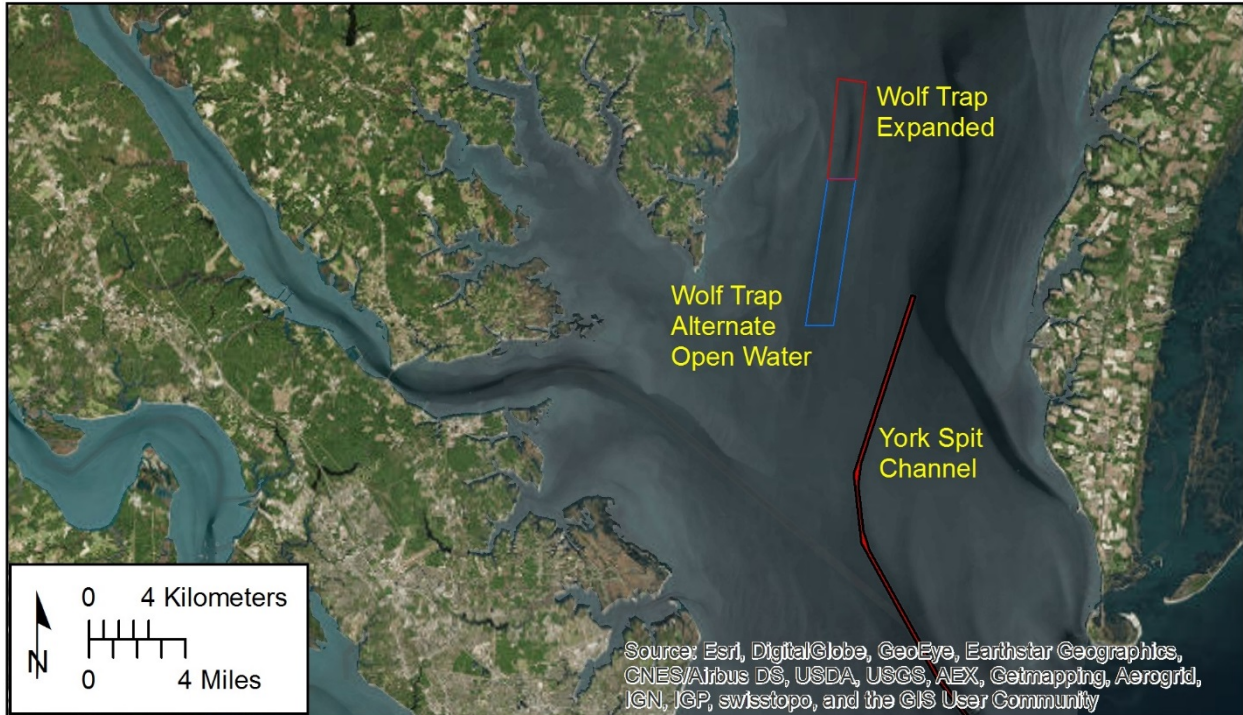 Wolf Trap
Expanded
Wolf Trap
Alternate
Open Water
York Spit
Channel
0 4 Kilometers
N
0 4 Miles
Source: Esri, DigitalGlobe, GeoEye, Earthstar Geographics,
CNES/Airbus DS, USDA, USGS, AEX, Getmapping, Aerogrid,
IGN, IGP, swisstopo, and the GIS User Community